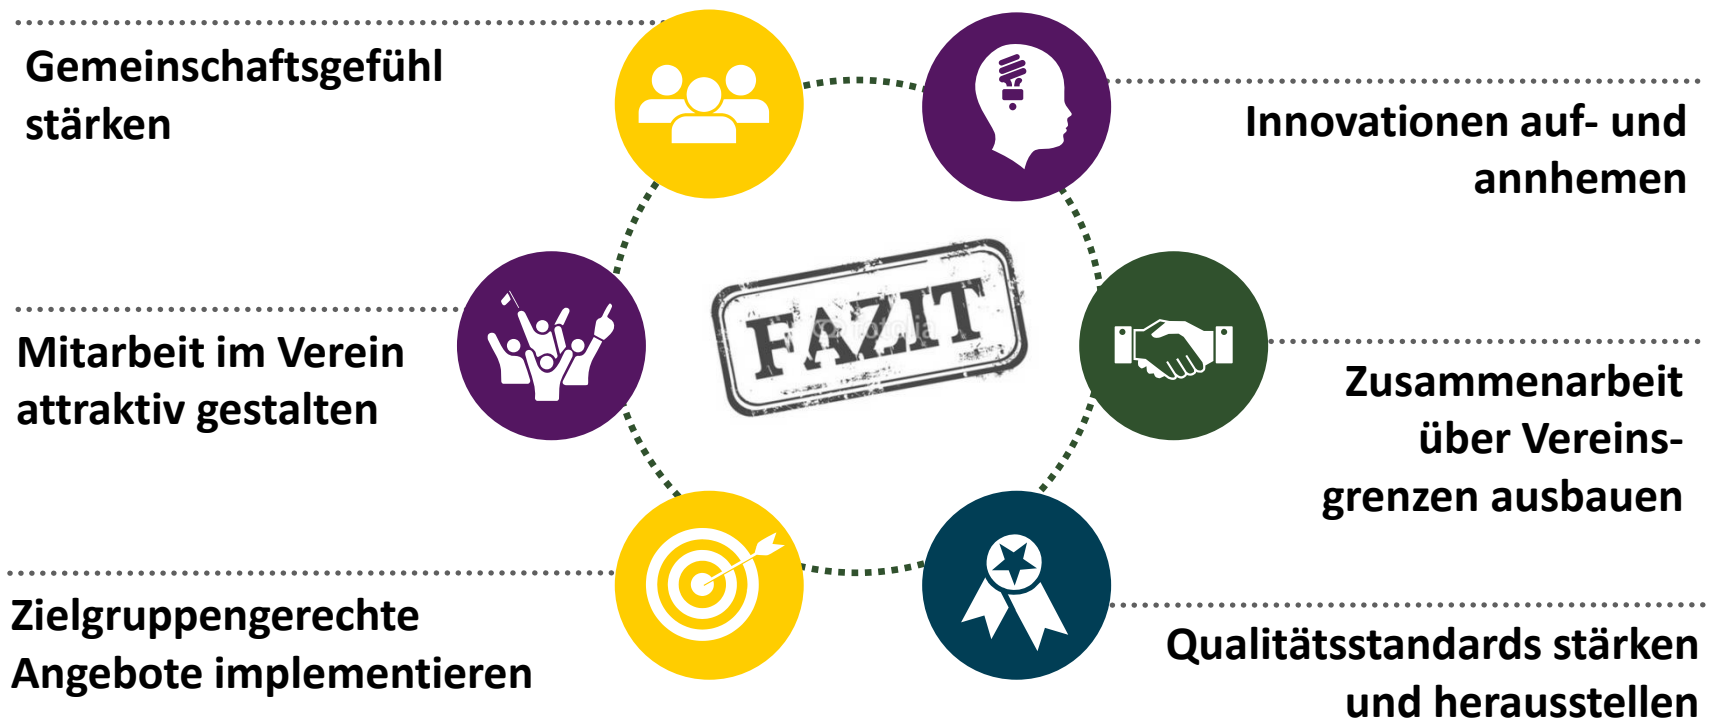 Gemeinschaftsgefühl
stärken
Innovationen auf- und
annhemen
FAZIT
fotolia
Mitarbeit im Verein
attraktiv gestalten
Zusammenarbeit
über Vereins-
grenzen ausbauen
Zielgruppengerechte
Angebote implementieren
Qualitätsstandards stärken
und herausstellen